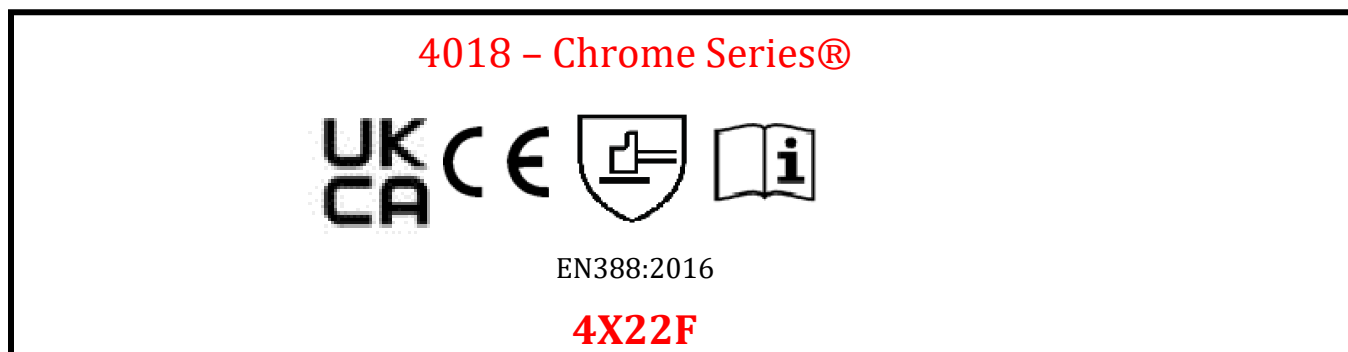 4018 – Chrome Series®
UK
CA CE i
EN388:2016
4X22F